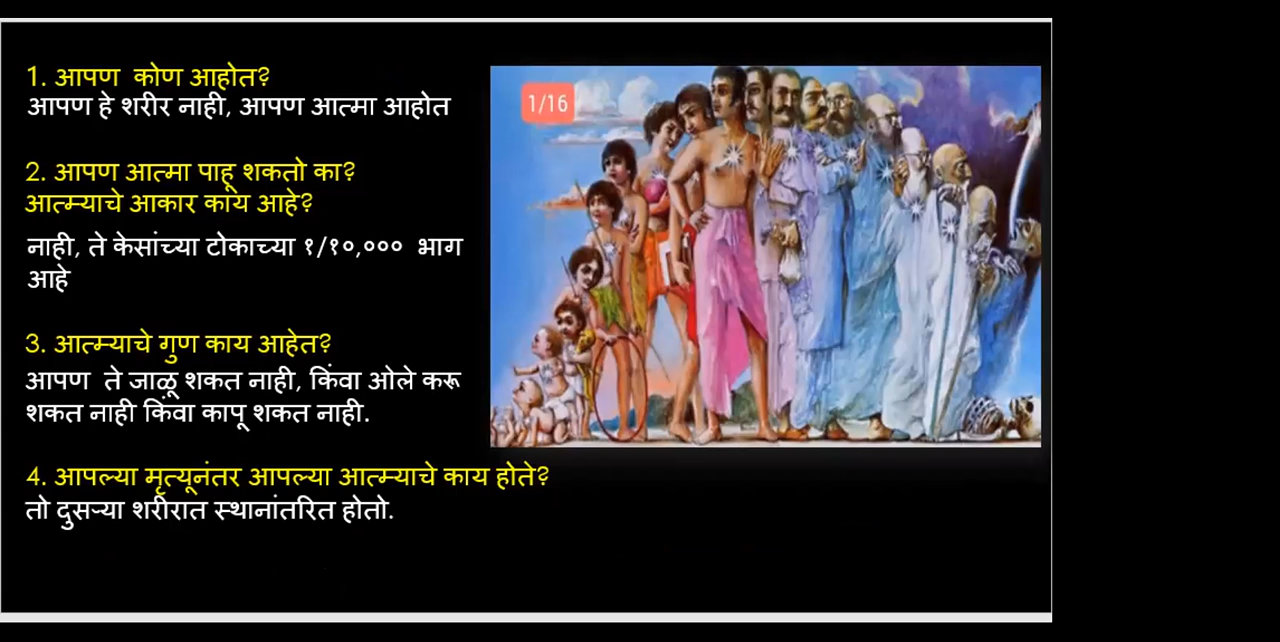 1. आपण कोण आहोत?
आपण हे शरीर नाही, आपण आत्मा आहोत
2. आपण आत्मा पाहू शकतो का?
आत्म्याचे आकार काय आहे?
नाही, ते केसांच्या टोकाच्या १/१०,००० भाग
आहे
3. आत्म्याचे गुण काय आहेत?
आपण ते जाळू शकत नाही, किंवा ओले करू
शकत नाही किंवा कापू शकत नाही.
4. आपल्या मृत्यूनंतर आपल्या आत्म्याचे काय होते?
तो दुसऱ्या शरीरात स्थानांतरित होतो.
1/16